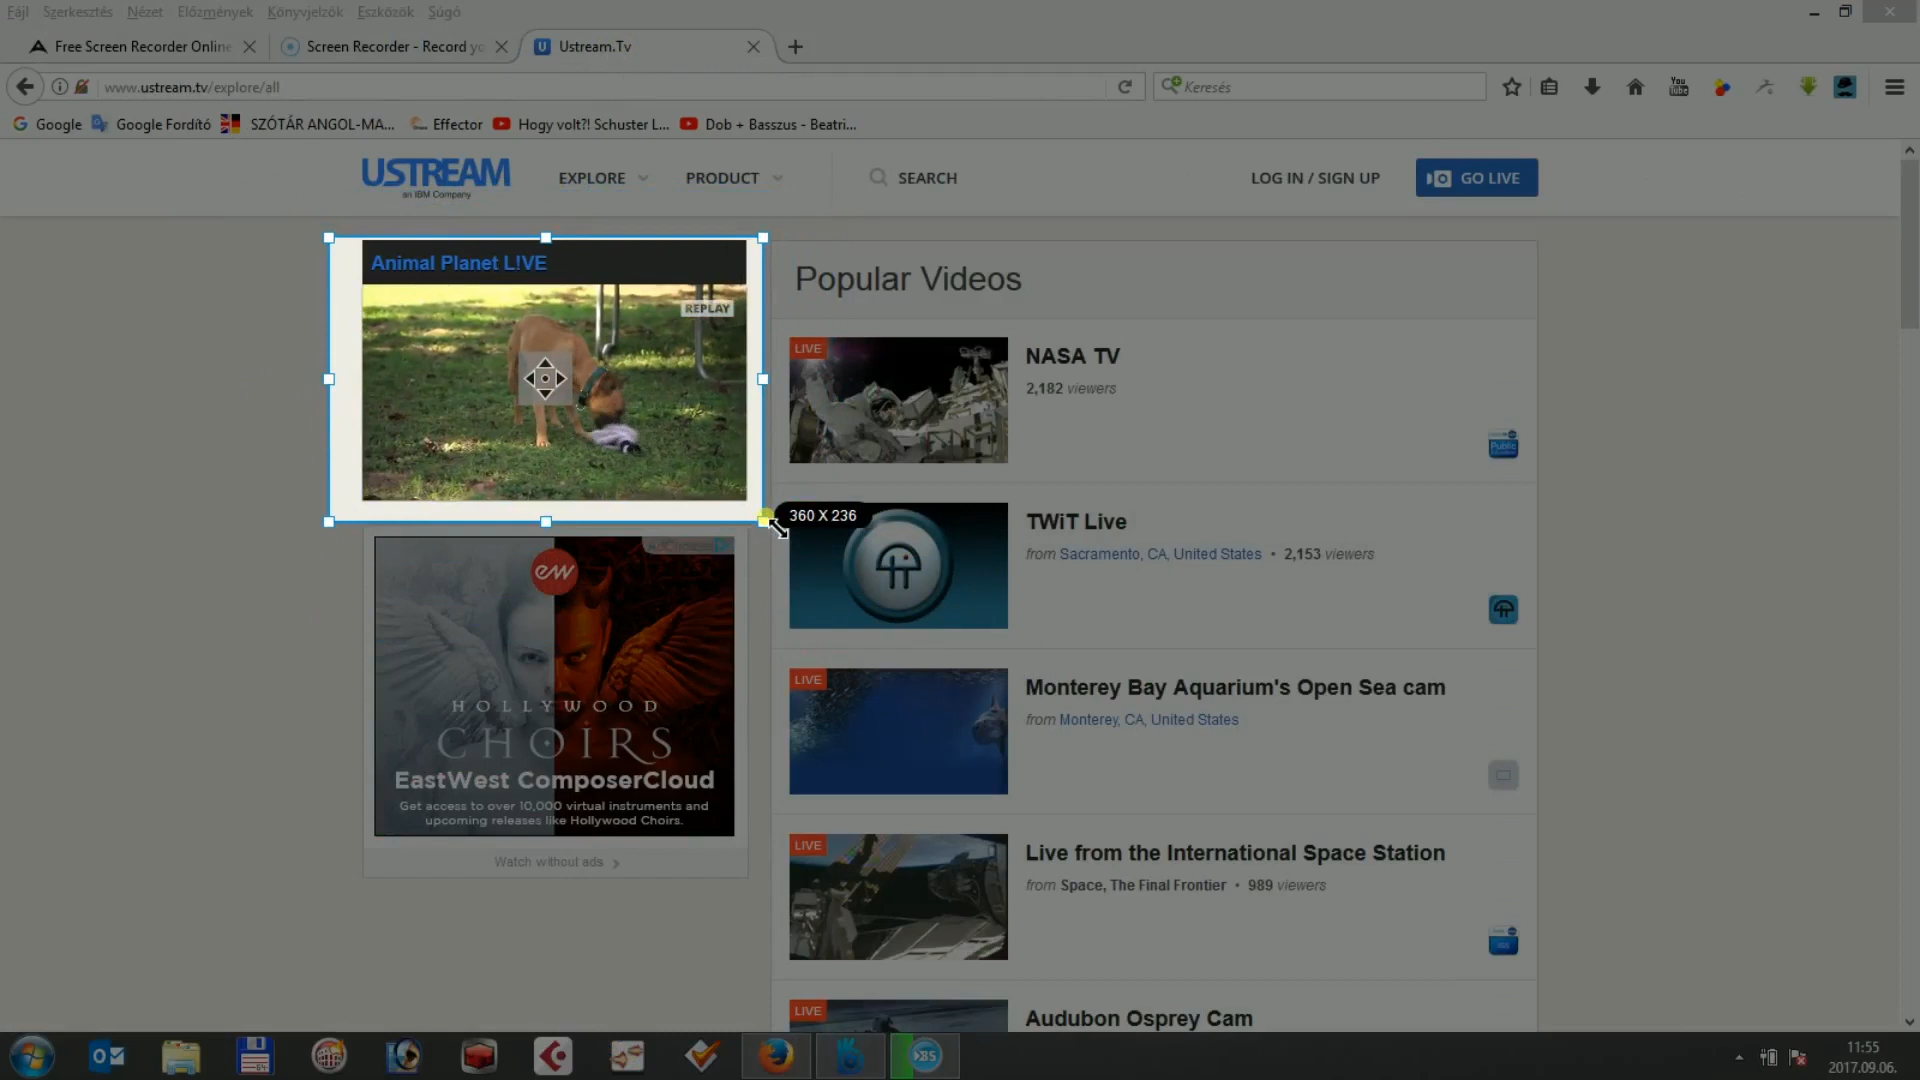 Fájl Szerkesztés Nézet Előzmények Könyvjelzők Eszközök Súgó
Free Screen Recorder Online
Screen Recorder - Record yo
Ustream.Tv
www.ustream.tv/explore/all
Keresés
You
Tube
Google
Google Fordító
SZÓTÁR ANGOL-MA...
Effector
Hogy volt?! Schuster L...
Dob + Basszus - Beatri...
USTREAM
an IBM Company
EXPLORE
PRODUCT
SEARCH
LOG IN / SIGN UP
GO LIVE
Animal Planet L!VE
REPLAY
360 X 236
Popular Videos
LIVE
NASA TV
2,182 viewers
TWiT Live
from Sacramento, CA, United States • 2,153 viewers
LIVE
Monterey Bay Aquarium's Open Sea cam
from Monterey, CA, United States
LIVE
Live from the International Space Station
from Space, The Final Frontier • 989 viewers
LIVE
Audubon Osprey Cam
AdChoices
ew
HOLLYWOOD
CHOIRS
EastWest ComposerCloud
Get access to over 10,000 virtual instruments and
upcoming releases like Hollywood Choirs.
Watch without ads
11:55
2017.09.06.